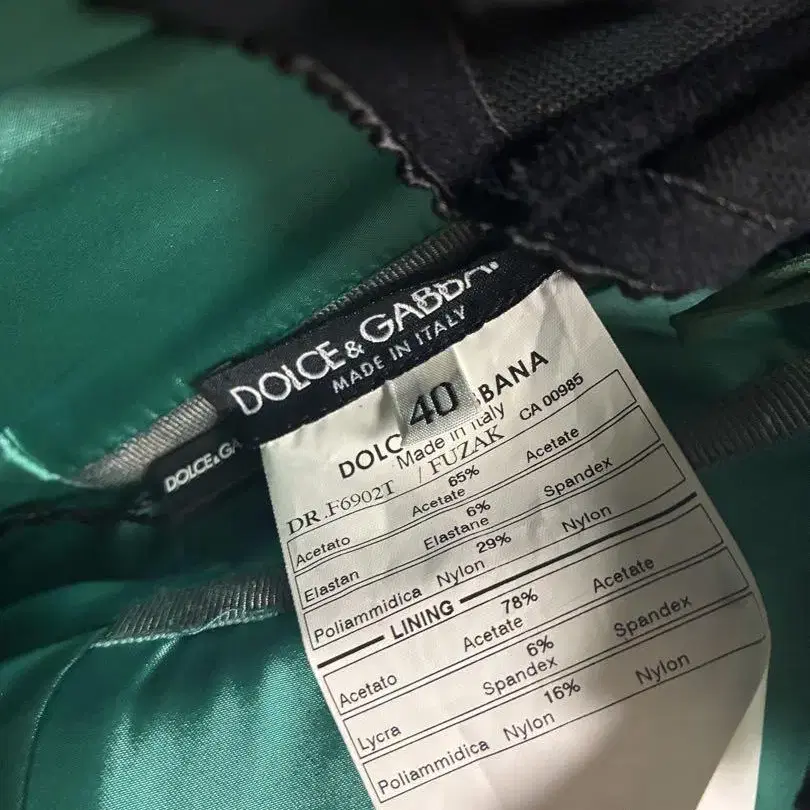 DOLCE & GABBA
MADE IN ITALY
40
DOLCE&GA
DOLC BBANA
Made in Italy
DR.F6902T / FUZAK CA 00985
65%
Acetato Acetate Acetate
6%
Elastan Elastane Spandex
29%
Poliammidica Nylon Nylon
LINING
78%
Acetato Acetate Acetate
6%
Lycra Spandex Spandex
16%
Poliammidica Nylon Nylon